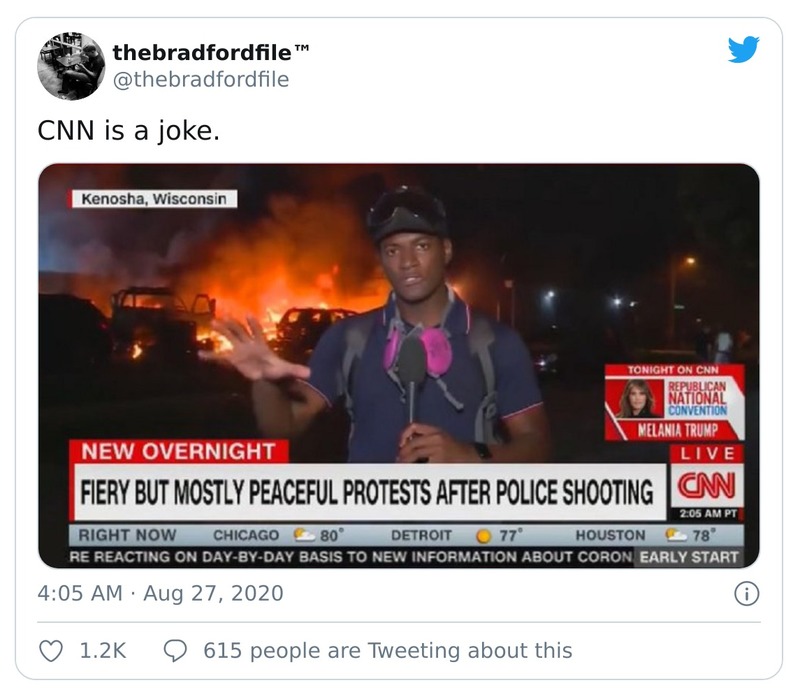 thebradfordfile™
@thebradfordfile
CNN is a joke.
Kenosha, Wisconsin
TONIGHT ON CNN
REPUBLICAN
NATIONAL
CONVENTION
MELANIA TRUMP
NEW OVERNIGHT
LIVE
FIERY BUT MOSTLY PEACEFUL PROTESTS AFTER POLICE SHOOTING
CNN
2:05 AM PT
RIGHT NOW CHICAGO 80° DETROIT 77° HOUSTON 78°
RE REACTING ON DAY-BY-DAY BASIS TO NEW INFORMATION ABOUT CORON EARLY START
4:05 AM · Aug 27, 2020
1.2K 615 people are Tweeting about this